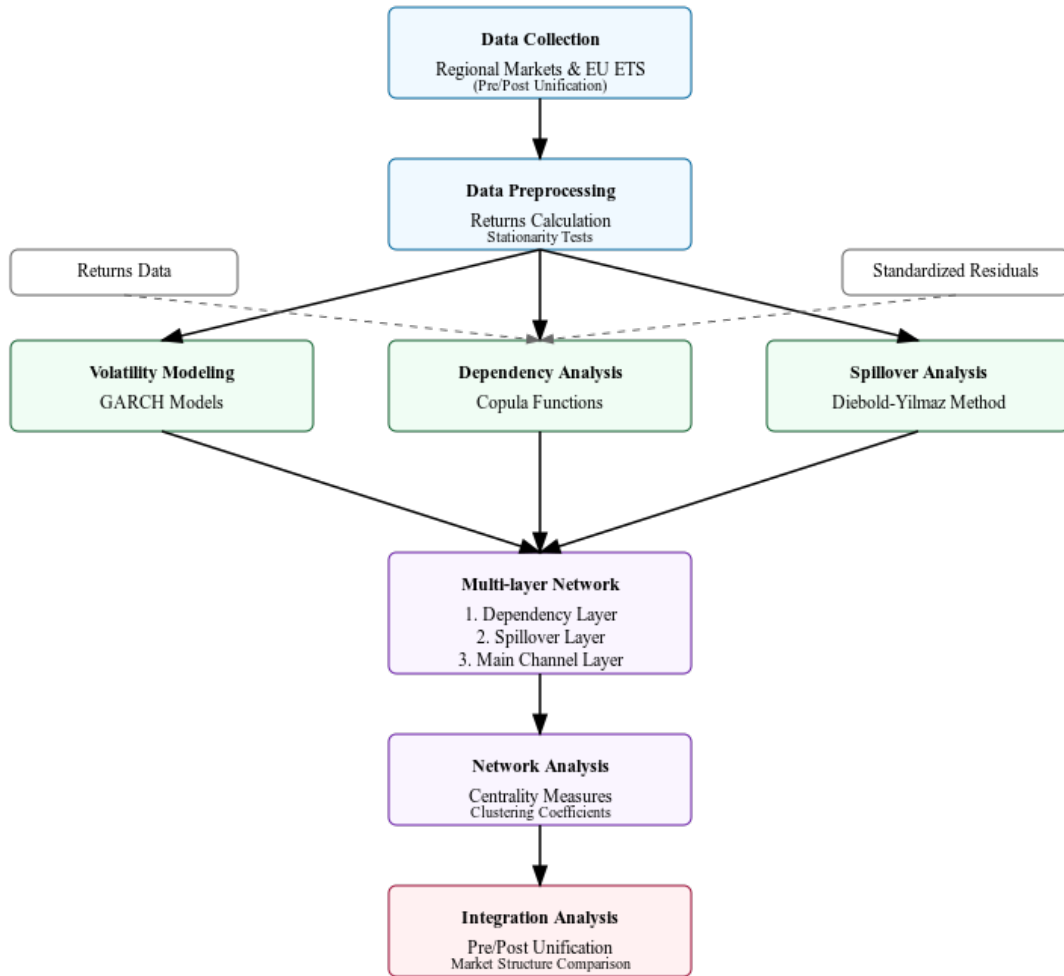 Data Collection
Regional Markets & EU ETS
(Pre/Post Unification)
Data Preprocessing
Returns Calculation
Stationarity Tests
Returns Data
Standardized Residuals
Volatility Modeling
GARCH Models
Dependency Analysis
Copula Functions
Spillover Analysis
Diebold-Yilmaz Method
Multi-layer Network
1. Dependency Layer
2. Spillover Layer
3. Main Channel Layer
Network Analysis
Centrality Measures
Clustering Coefficients
Integration Analysis
Pre/Post Unification
Market Structure Comparison